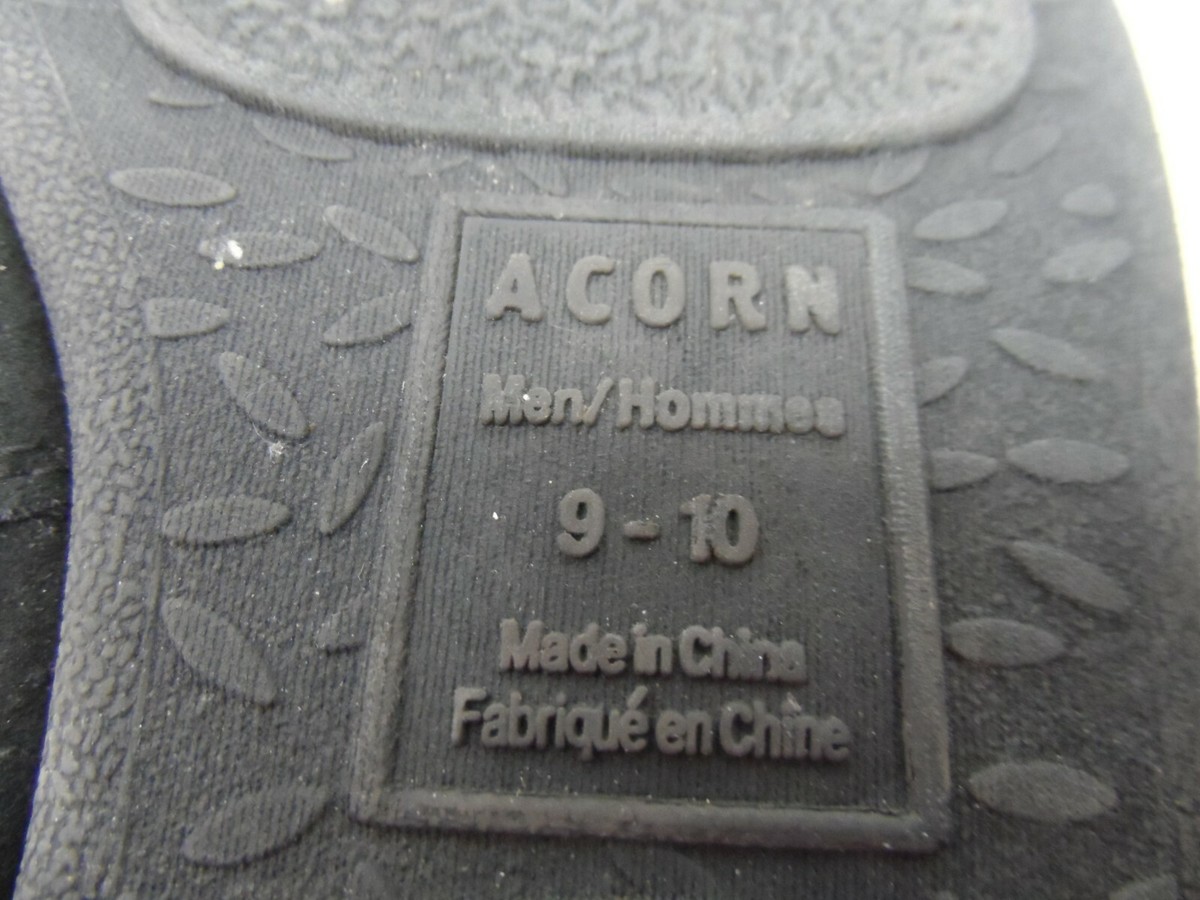 ACORN
Men/Hommes
9-10
Made in China
Fabriqué en Chine